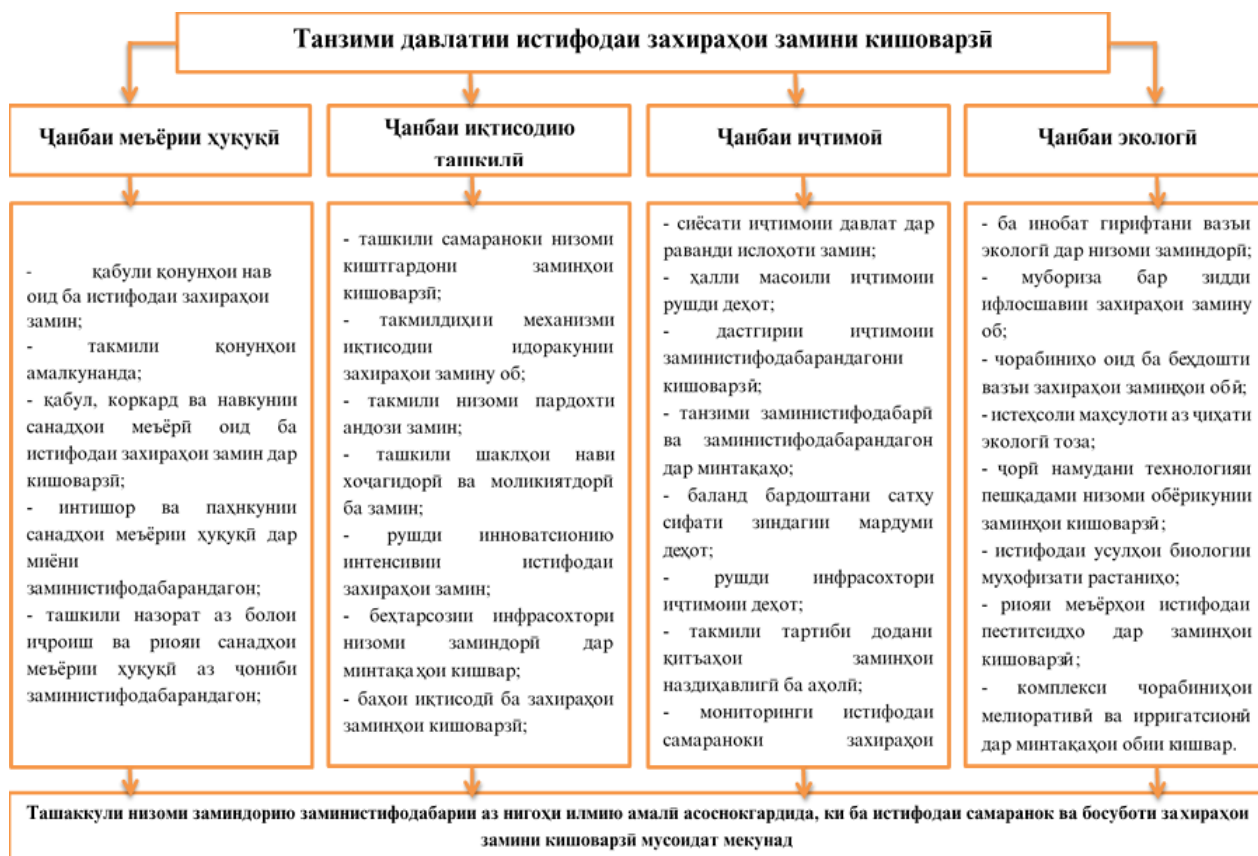 Танзими давлатии истифодаи захираҳои замини кишоварзӣ
Ҷанбаи меъёрии ҳуқуқӣ
Ҷанбаи иқтисодию
ташкилӣ
Ҷанбаи иҷтимоӣ
Ҷанбаи экологӣ
- қабули қонунҳои нав
оид ба истифодаи захираҳои
замин;
- такмили қонунҳои
амалкунанда;
- қабул, коркард ва навкунии
санадҳои меъёрӣ оид ба
истифодаи захираҳои замин дар
кишоварзӣ;
- интишор ва паҳнкунии
санадҳои меъёрии ҳуқуқӣ дар
миёни
заминистифодабарандагон;
- ташкили назорат аз болои
иҷроиш ва риояи санадҳои
меъёрии ҳуқуқӣ аз ҷониби
заминистифодабарандагон;
- ташкили самараноки низоми
киштгардони заминҳои
кишоварзӣ;
- такмилдиҳии механизми
иқтисодии идоракунии
захираҳои замину об;
- такмили низоми пардохти
андози замин;
- ташкили шаклҳои нави
хоҷагидорӣ ва моликиятдорӣ
ба замин;
- рушди инноватсионию
интенсивии истифодаи
захираҳои замин;
- беҳтарсозии инфрасохтори
низоми заминдорӣ дар
минтақаҳои кишвар;
- баҳои иқтисодӣ ба захираҳои
заминҳои кишоварзӣ;
- сиёсати иҷтимоии давлат дар
раванди ислоҳоти замин;
- ҳалли масоили иҷтимоии
рушди деҳот;
- дастгирии иҷтимоии
заминистифодабарандагони
кишоварзӣ;
- танзими заминистифодабарӣ
ва заминистифодабарандагон
дар минтақаҳо;
- баланд бардоштани сатҳу
сифати зиндагии мардуми
деҳот;
- рушди инфрасохтори
иҷтимоии деҳот;
- такмили тартиби додани
қитъаҳои заминҳои
наздиҳавлигӣ ба аҳолӣ;
- мониторинги истифодаи
самараноки захираҳои
- ба инобат гирифтани вазъи
экологӣ дар низоми заминдорӣ;
- мубориза бар зидди
ифлосшавии захираҳои замину
об;
- чорабиниҳо оид ба беҳдошти
вазъи захираҳои заминҳои обӣ;
- истеҳсоли маҳсулоти аз ҷиҳати
экологӣ тоза;
- ҷорӣ намудани технологияи
пешқадами низоми обёрикунии
заминҳои кишоварзӣ;
- истифодаи усулҳои биологии
муҳофизати растаниҳо;
- риояи меъёрҳои истифодаи
пеститсидҳо дар заминҳои
кишоварзӣ;
- комплекси чорабиниҳои
мелиоративӣ ва ирригатсионӣ
дар минтақаҳои обии кишвар.
Ташаккули низоми заминдорию заминистифодабарии аз нигоҳи илмию амалӣ асосноkгардида, ки ба истифодаи самаранок ва босуботи захираҳои
замини кишоварзӣ мусоидат мекунад